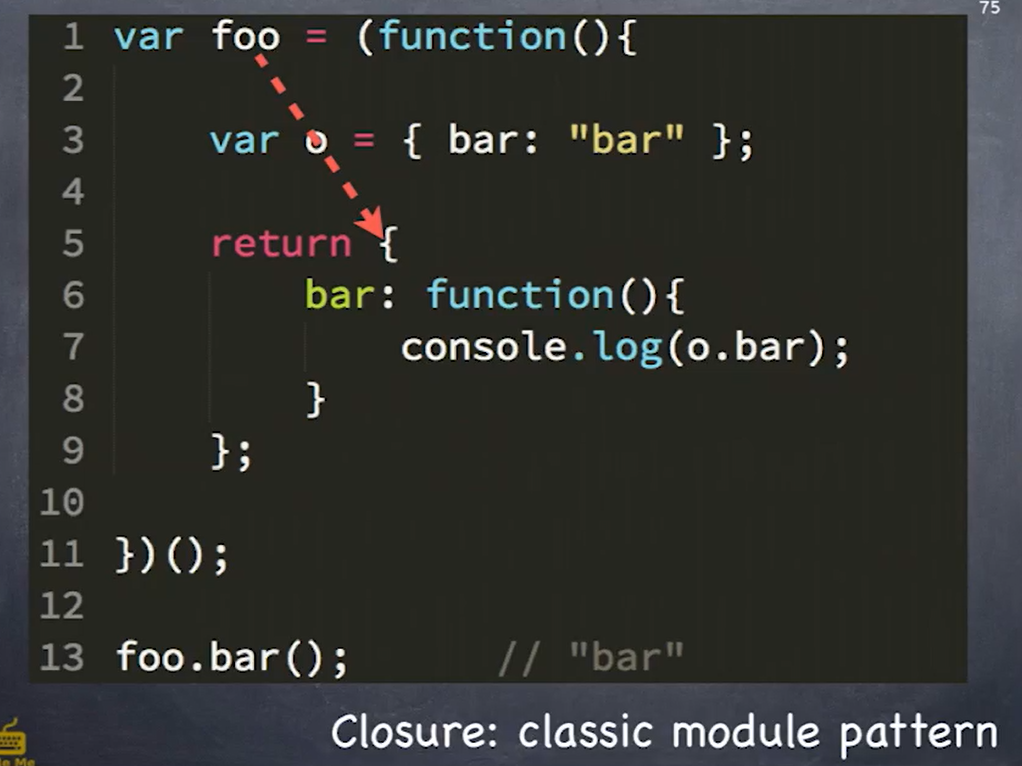 75
1 var foo = (function(){
2
3     var o = { bar: "bar" };
4
5     return {
6         bar: function(){
7             console.log(o.bar);
8         }
9     };
10
11 })();
12
13 foo.bar();      // "bar"
Closure: classic module pattern
Me